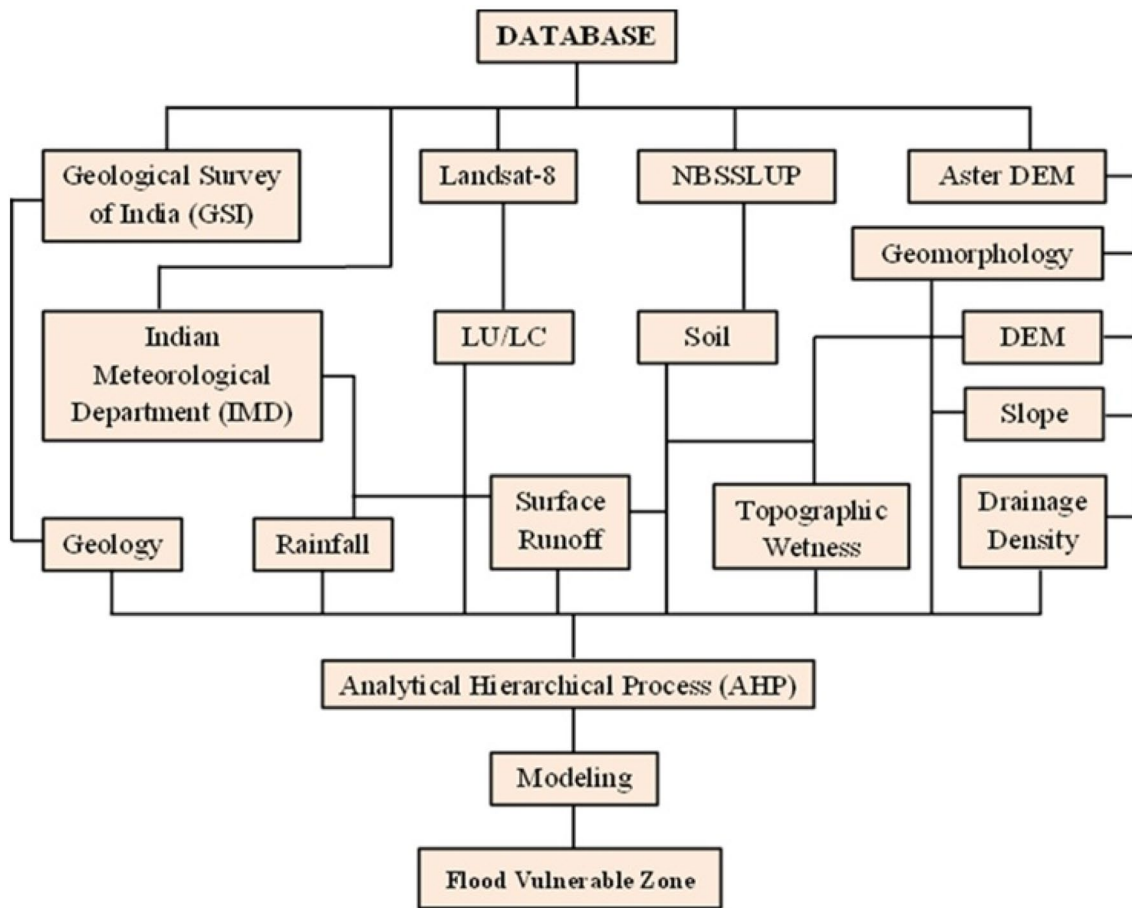 DATABASE
Geological Survey
of India (GSI)
Landsat-8
NBSSLUP
Aster DEM
Geomorphology
Indian
Meteorological
Department (IMD)
LU/LC
Soil
DEM
Slope
Geology
Rainfall
Surface
Runoff
Topographic
Wetness
Drainage
Density
Analytical Hierarchical Process (AHP)
Modeling
Flood Vulnerable Zone